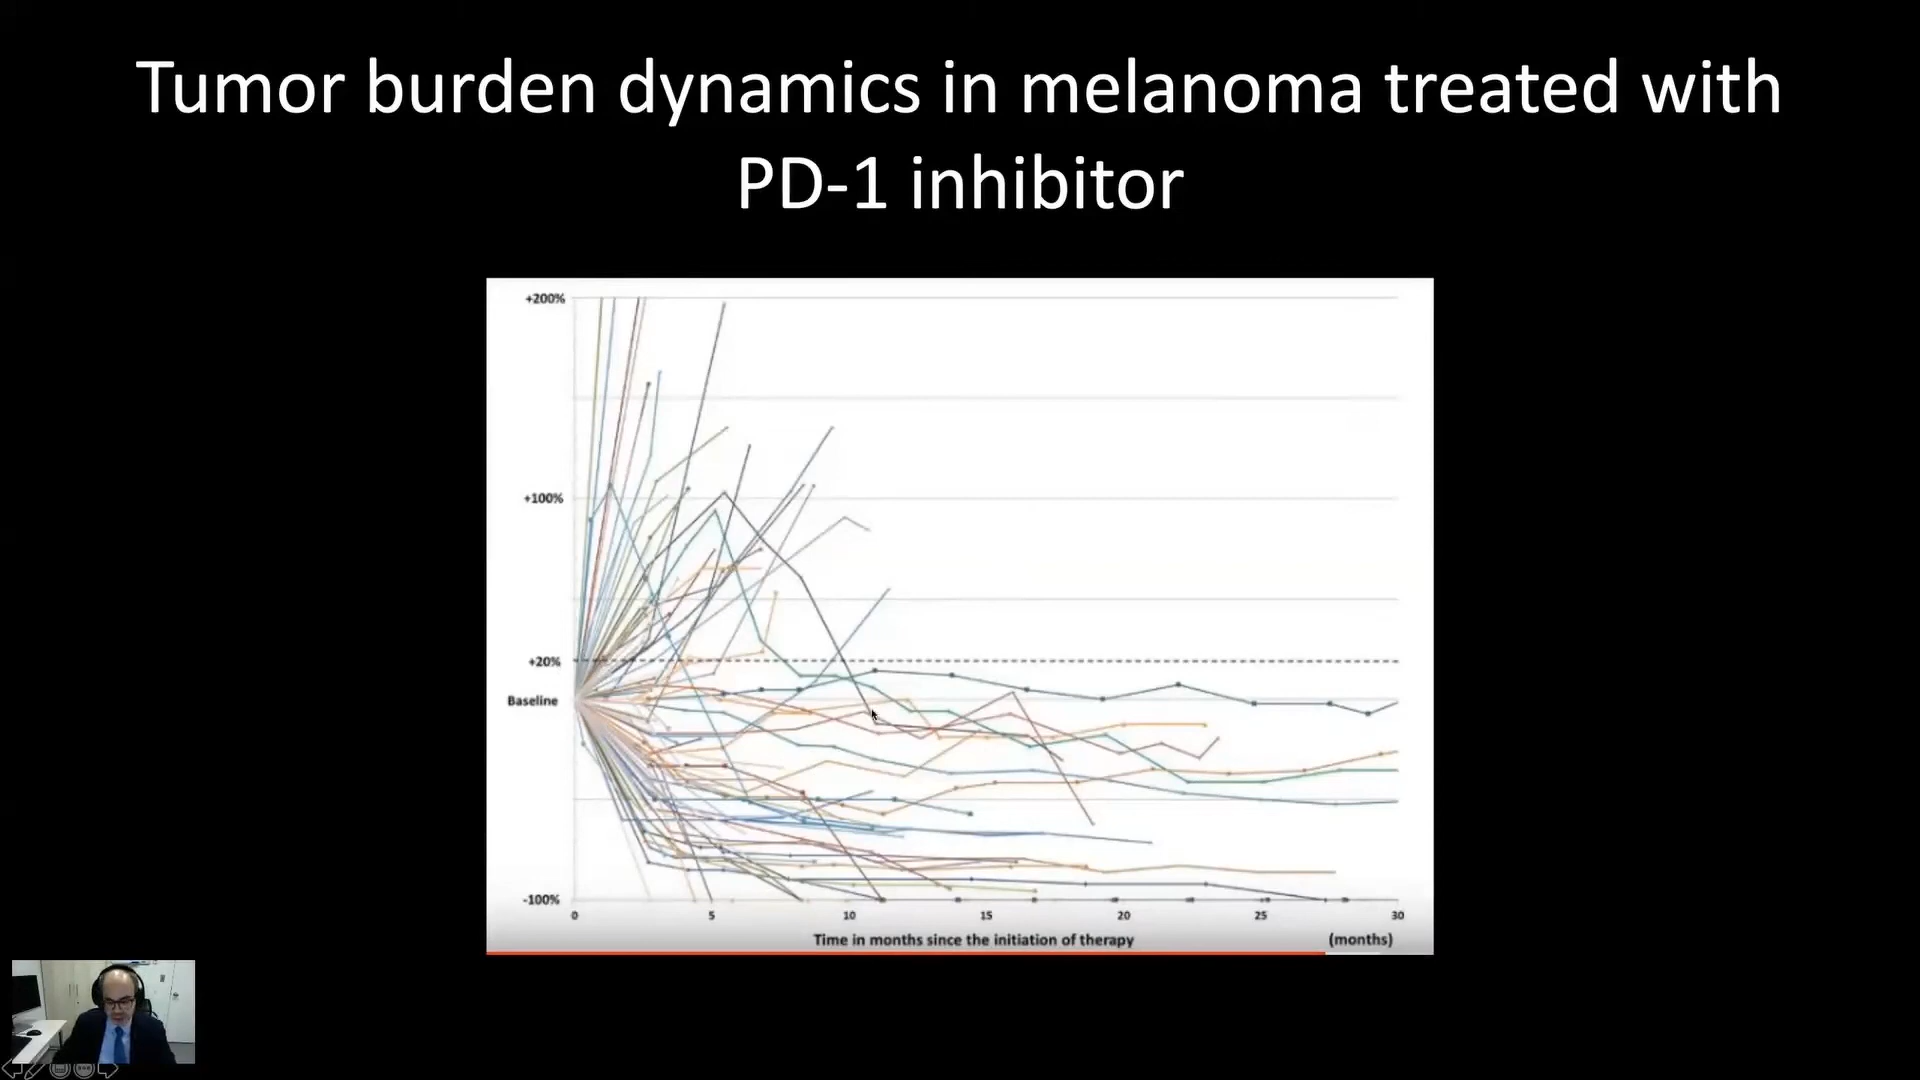 Tumor burden dynamics in melanoma treated with
PD-1 inhibitor
+200%
+100%
+20%
Baseline
-100%
0 5 10 15 20 25 30
Time in months since the initiation of therapy (months)